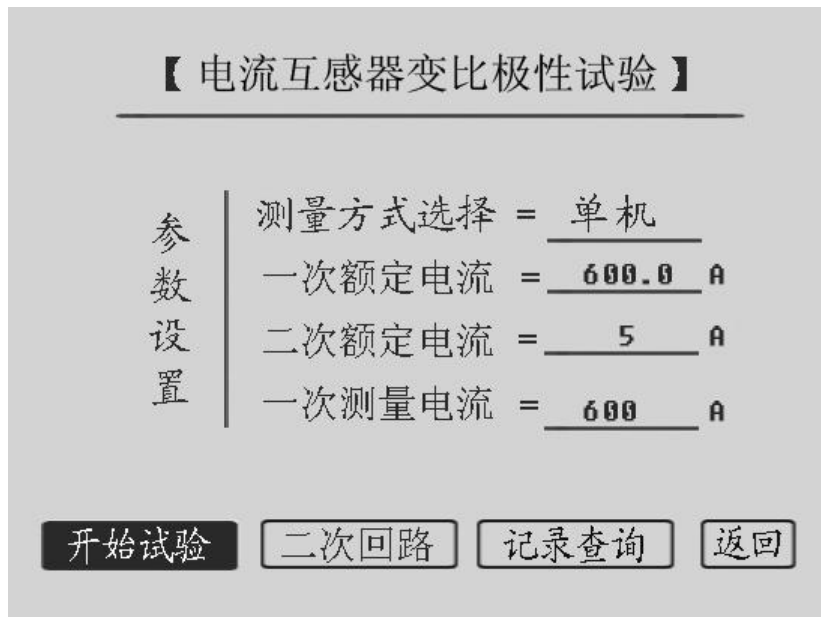 【电流互感器变比极性试验】
参数设置
测量方式选择 = 单机
一次额定电流 = 600.0 A
二次额定电流 = 5 A
一次测量电流 = 600 A
开始试验 二次回路 记录查询 返回